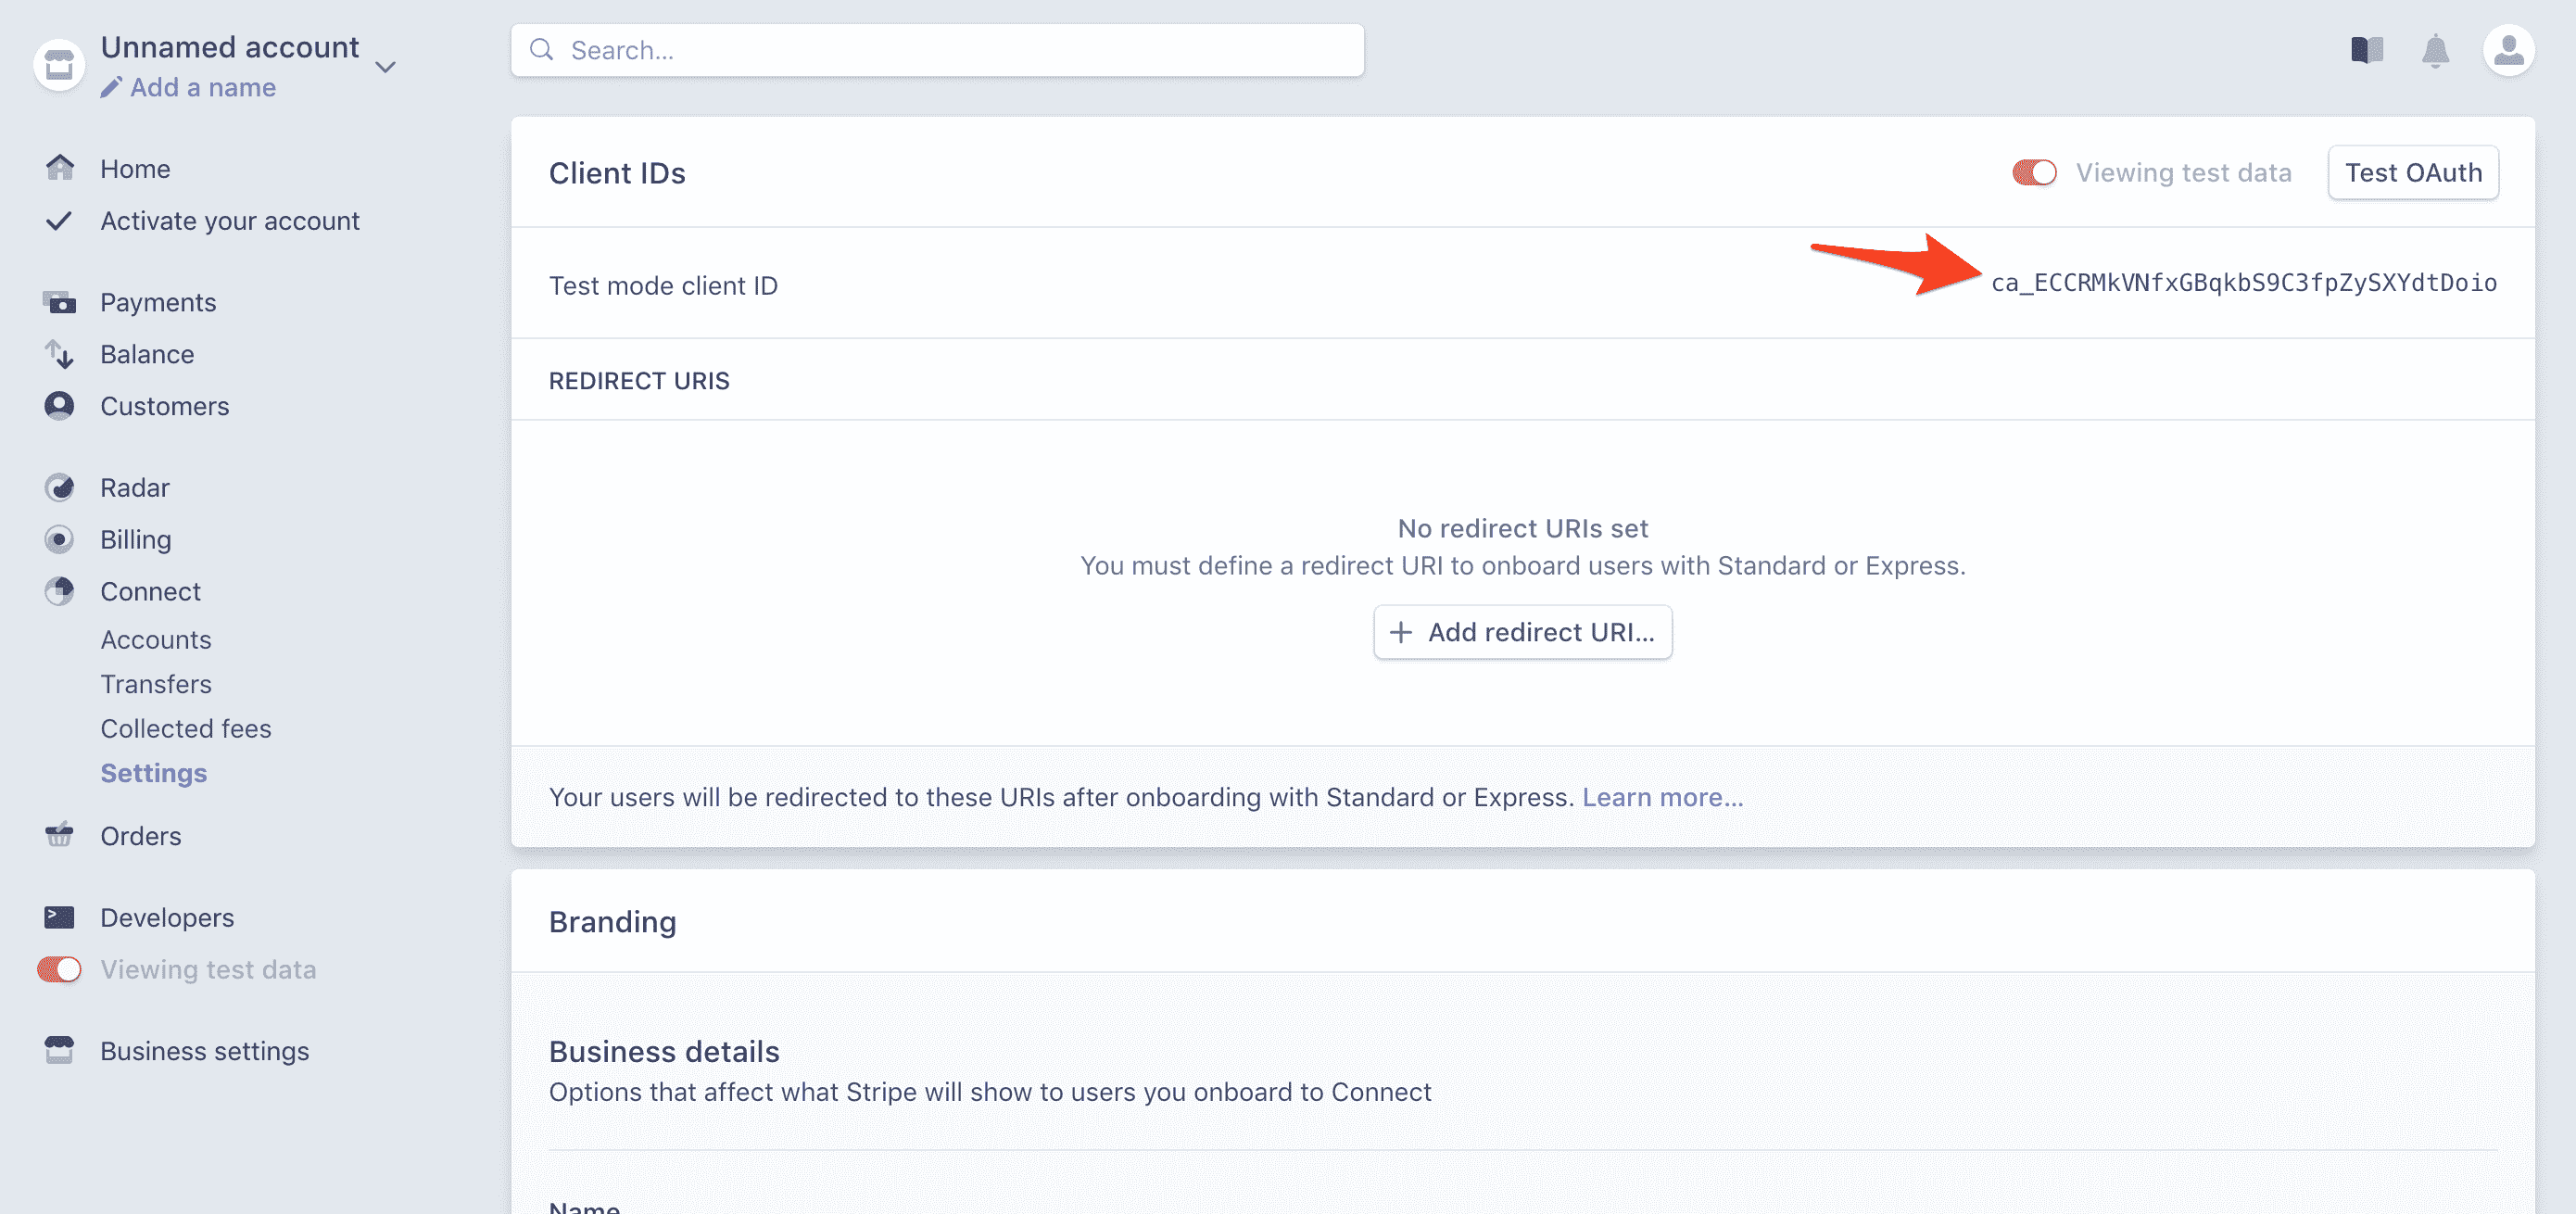 Unnamed account
Add a name
Search...
Home
Activate your account
Payments
Balance
Customers
Radar
Billing
Connect
Accounts
Transfers
Collected fees
Settings
Orders
Developers
Viewing test data
Business settings
Client IDs
Viewing test data
Test OAuth
Test mode client ID
ca_ECCRMkVNfxGBqkbS9C3fpZySXYdtDoio
REDIRECT URIS
No redirect URIs set
You must define a redirect URI to onboard users with Standard or Express.
Add redirect URI...
Your users will be redirected to these URIs after onboarding with Standard or Express. Learn more...
Branding
Business details
Options that affect what Stripe will show to users you onboard to Connect
Name